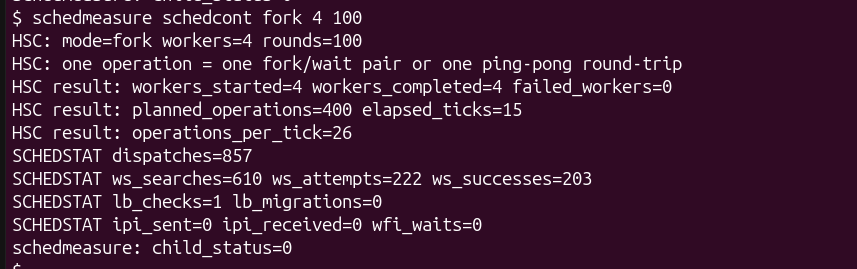 $ schedmeasure schedcont fork 4 100
HSC: mode=fork workers=4 rounds=100
HSC: one operation = one fork/wait pair or one ping-pong round-trip
HSC result: workers_started=4 workers_completed=4 failed_workers=0
HSC result: planned_operations=400 elapsed_ticks=15
HSC result: operations_per_tick=26
SCHEDSTAT dispatches=857
SCHEDSTAT ws_searches=610 ws_attempts=222 ws_successes=203
SCHEDSTAT lb_checks=1 lb_migrations=0
SCHEDSTAT ipi_sent=0 ipi_received=0 wfi_waits=0
schedmeasure: child_status=0
$